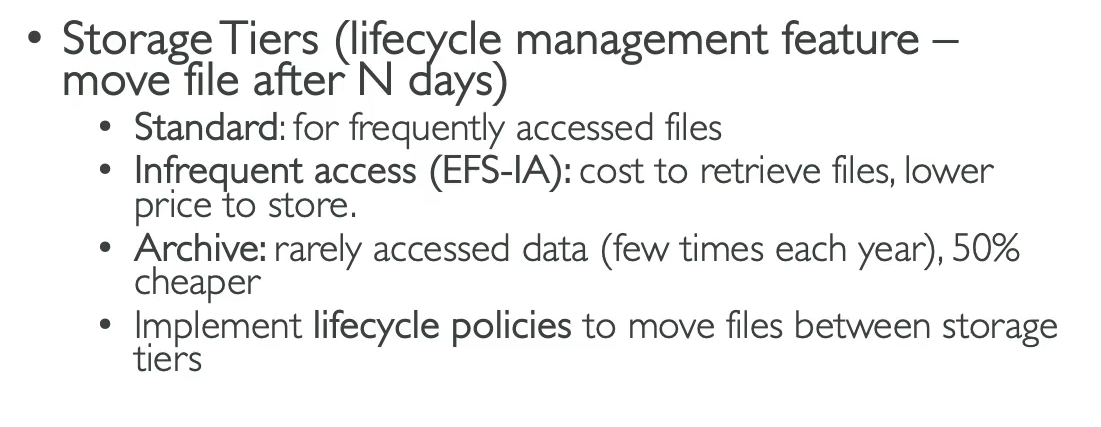 • Storage Tiers (lifecycle management feature –
move file after N days)
• Standard: for frequently accessed files
• Infrequent access (EFS-IA): cost to retrieve files, lower
price to store.
• Archive: rarely accessed data (few times each year), 50%
cheaper
• Implement lifecycle policies to move files between storage
tiers